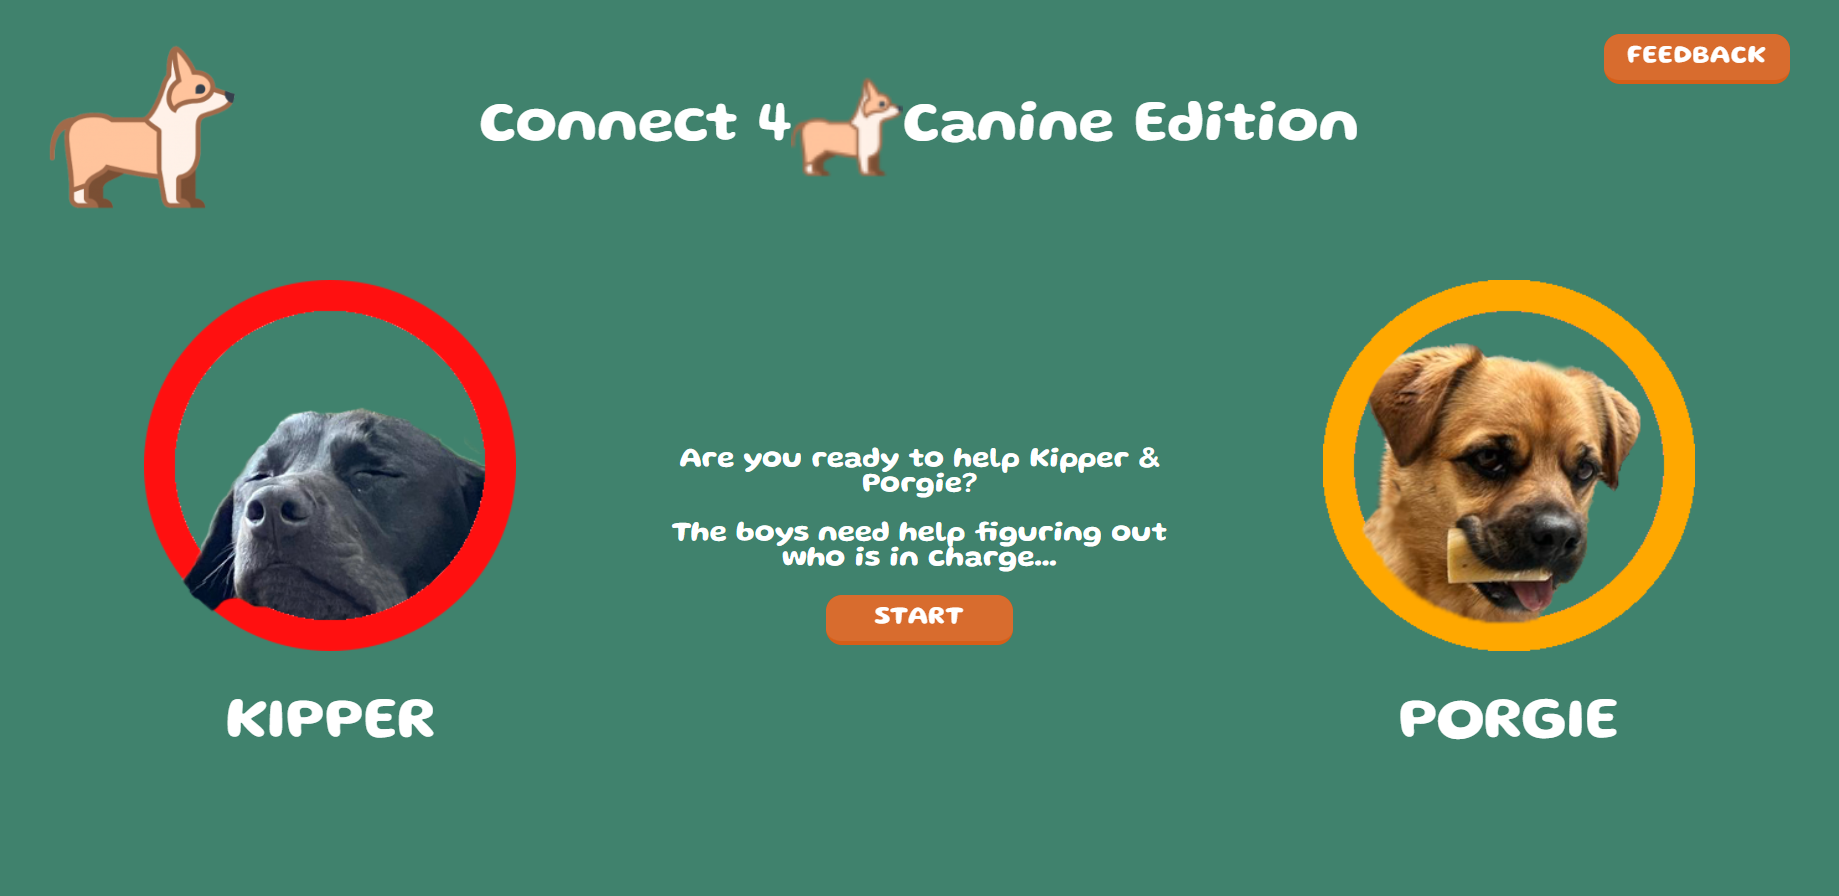 FEEDBACK
Connect 4 Canine Edition
Are you ready to help Kipper &
Porgie?
The boys need help figuring out
who is in charge...
START
KIPPER
PORGIE